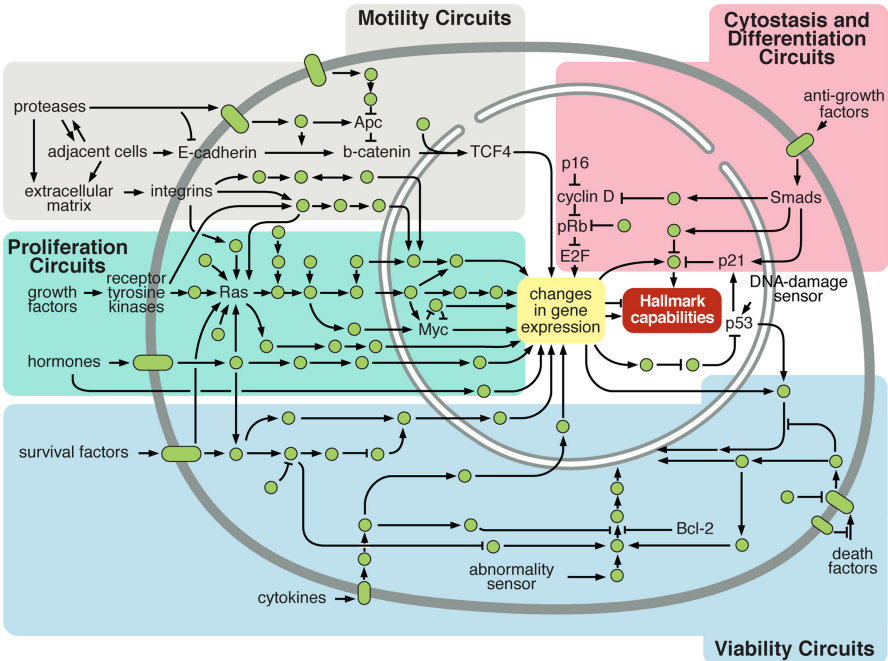 Motility Circuits
Cytostasis and
Differentiation
Circuits
proteases
Apc
anti-growth
factors
adjacent cells
E-cadherin
b-catenin
TCF4
p16
extracellular
matrix
integrins
cyclin D
Smads
pRb
Proliferation
Circuits
E2F
p21
growth
factors
receptor
tyrosine
kinases
Ras
changes
in gene
expression
Hallmark
capabilities
DNA-damage
sensor
Myc
p53
hormones
survival factors
Bcl-2
abnormality
sensor
death
factors
cytokines
Viability Circuits